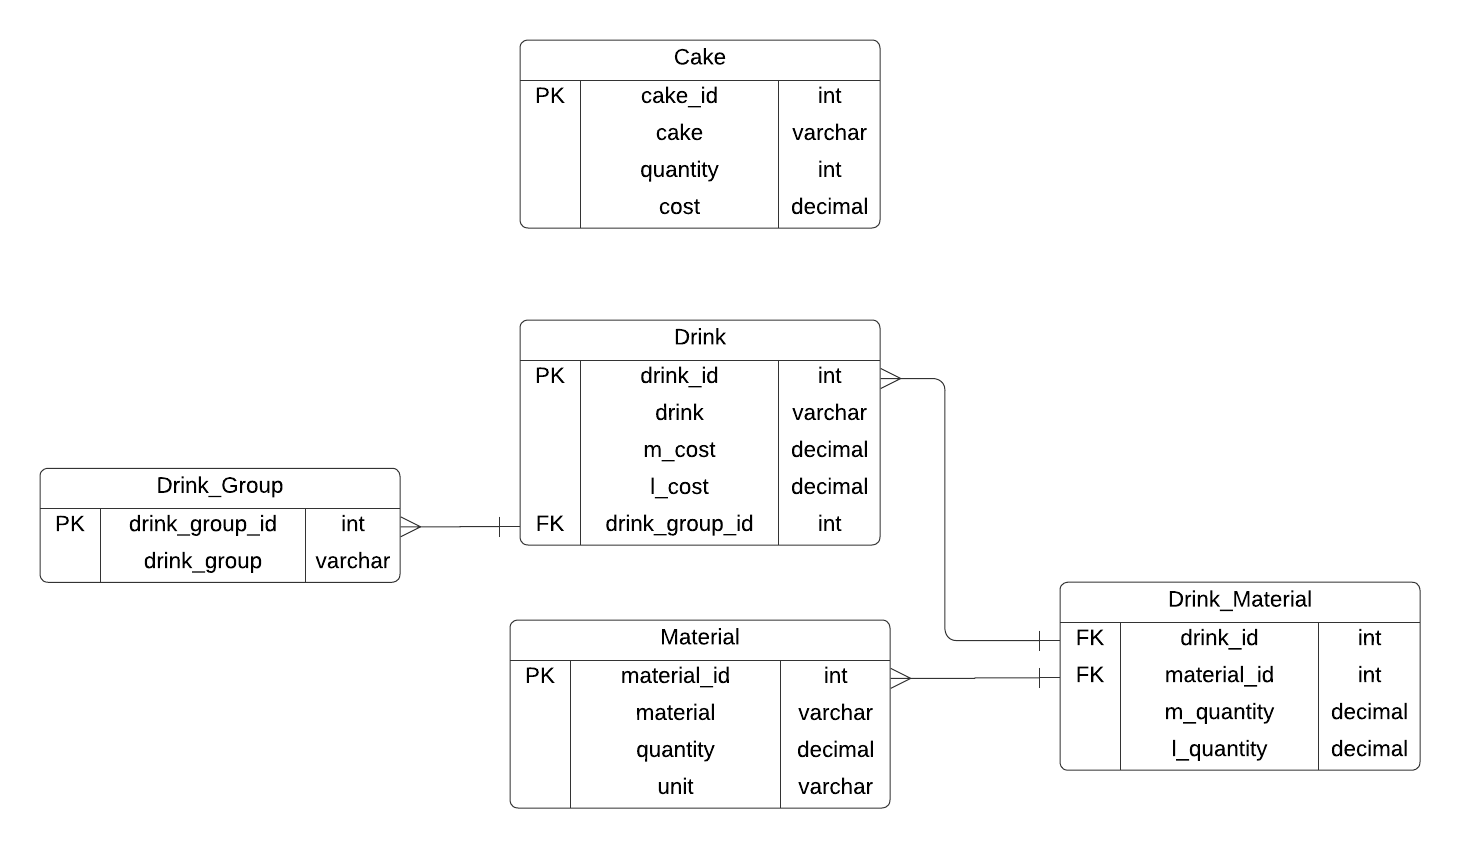 Cake
PK cake_id int
cake varchar
quantity int
cost decimal
Drink
PK drink_id int
drink varchar
m_cost decimal
l_cost decimal
FK drink_group_id int
Drink_Group
PK drink_group_id int
drink_group varchar
Material
PK material_id int
material varchar
quantity decimal
unit varchar
Drink_Material
FK drink_id int
FK material_id int
m_quantity decimal
l_quantity decimal